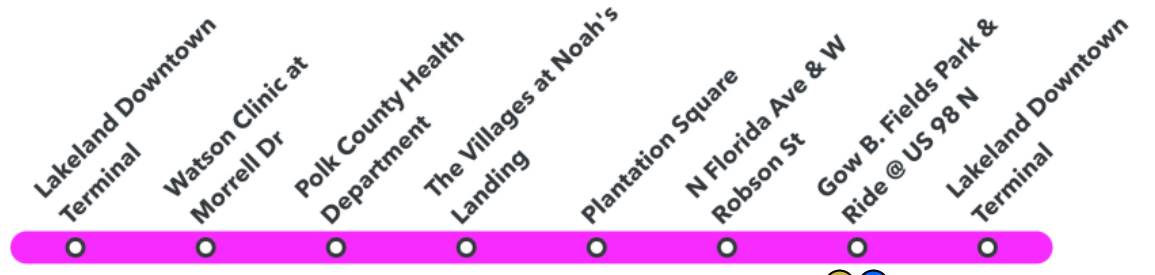 Lakeland Downtown
Terminal
Watson Clinic at
Morrell Dr
Polk County Health
Department
The Villages at Noah's
Landing
Plantation Square
N Florida Ave & W
Robson St
Gow B. Fields Park &
Ride @ US 98 N
Lakeland Downtown
Terminal